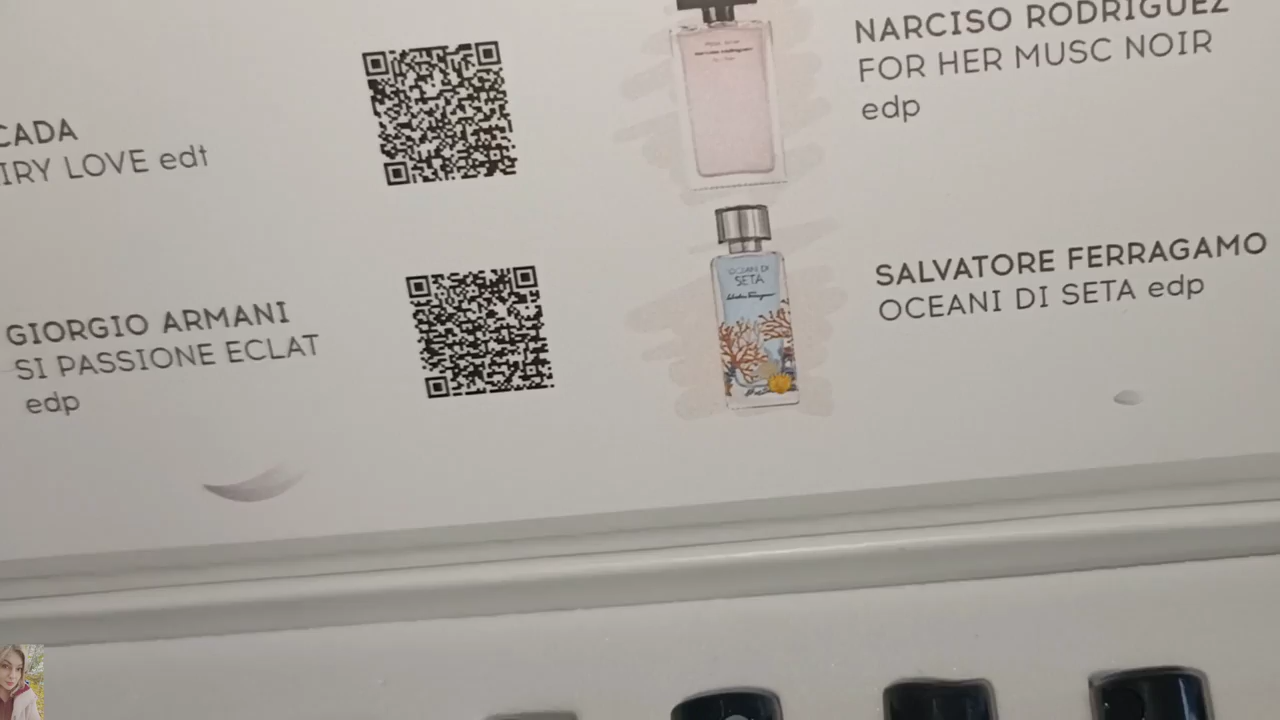 CADA
IRY LOVE edt
GIORGIO ARMANI
SI PASSIONE ECLAT
edp
NARCISO RODRIGUEZ
FOR HER MUSC NOIR
edp
OCEANI DI
SETA
SALVATORE FERRAGAMO
OCEANI DI SETA edp